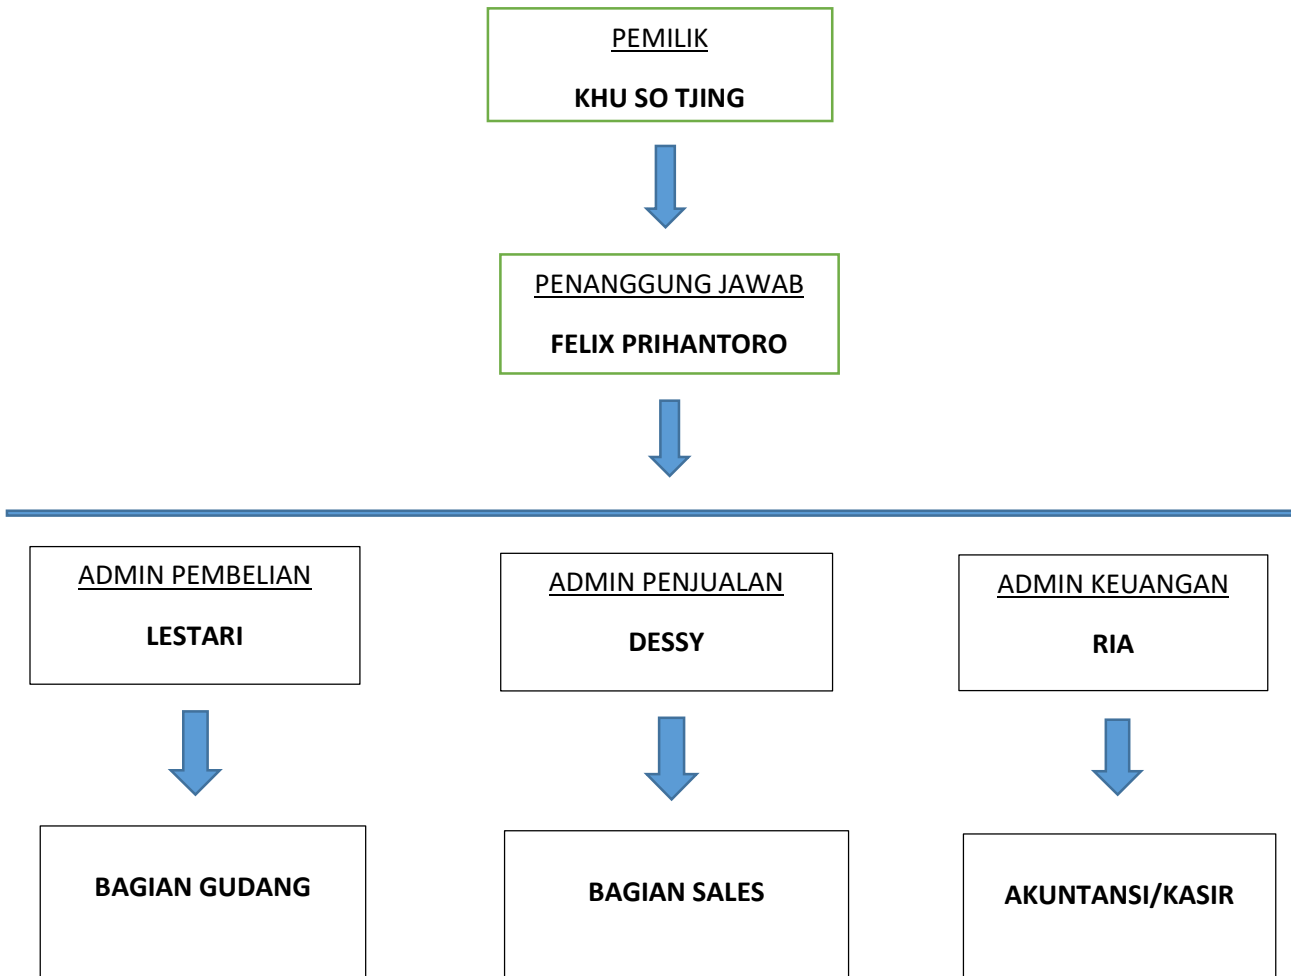 PEMILIK
KHU SO TJING
PENANGGUNG JAWAB
FELIX PRIHANTORO
ADMIN PEMBELIAN
LESTARI
ADMIN PENJUALAN
DESSY
ADMIN KEUANGAN
RIA
BAGIAN GUDANG
BAGIAN SALES
AKUNTANSI/KASIR